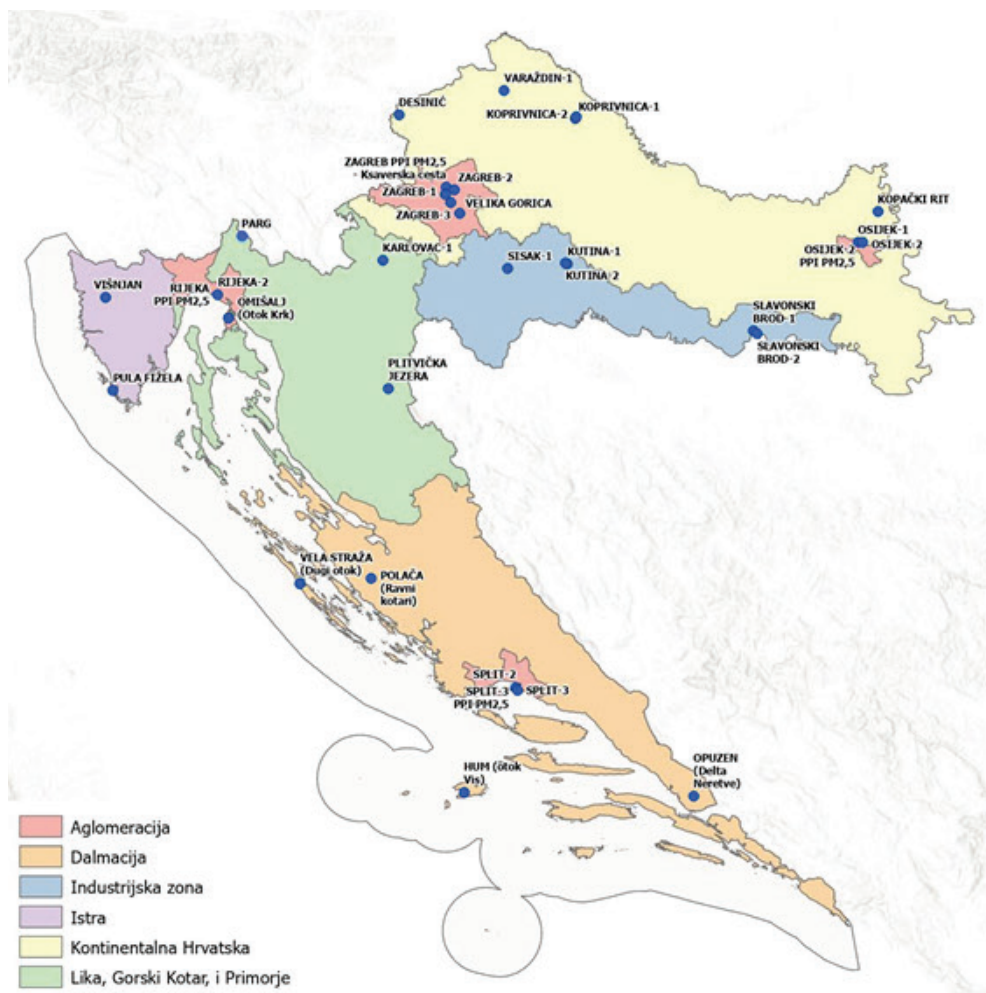 VARAŽDIN-1
DESINIĆ
KOPRIVNICA-2
KOPRIVNICA-1
ZAGREB PPI PM2,5
- Ksaverska cesta
ZAGREB-2
ZAGREB-1
VELIKA GORICA
ZAGREB-3
KOPAČKI RIT
OSIJEK-1
OSIJEK-2
PPI PM2,5
OSIJEK-2
PARG
KARLOVAC-1
SISAK-1
KUTINA-1
KUTINA-2
VIŠNJAN
RIJEKA
PPI PM2,5
RIJEKA-2
OMIŠALJ
(Otok Krk)
SLAVONSKI
BROD-1
SLAVONSKI
BROD-2
PULA FIŽELA
PLITVIČKA
JEZERA
VELA STRAŽA
(Dugi otok)
POLAČA
(Ravni
kotari)
SPLIT-2
SPLIT-3
PPI PM2,5
SPLIT-3
HUM (otok
Vis)
OPUZEN
(Delta
Neretve)
Aglomeracija
Dalmacija
Industrijska zona
Istra
Kontinentalna Hrvatska
Lika, Gorski Kotar, i Primorje